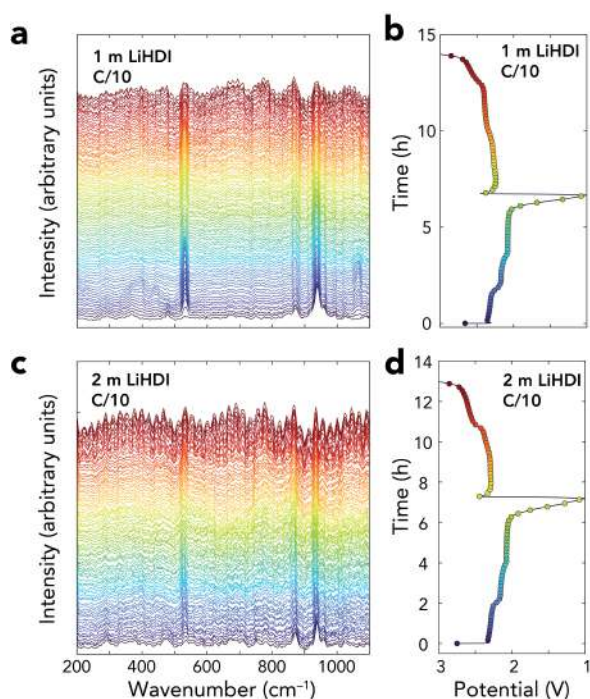 a
1 m LiHDI
C/10
Intensity (arbitrary units)
b
1 m LiHDI
C/10
Time (h)
15
10
5
0
c
2 m LiHDI
C/10
Intensity (arbitrary units)
200 400 600 800 1000
Wavenumber (cm⁻¹)
d
2 m LiHDI
C/10
Time (h)
14
12
10
8
6
4
2
0
3 2 1
Potential (V)